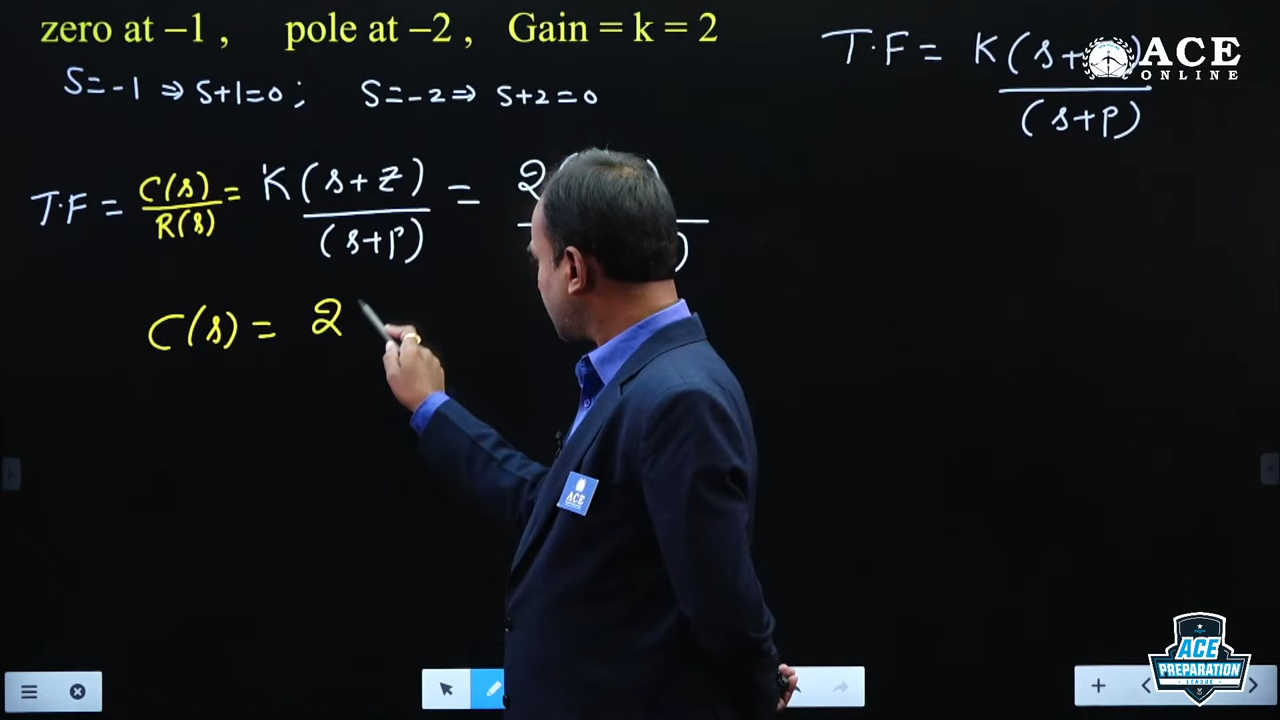 zero at –1 , pole at –2 , Gain = k = 2
S=-1 ⇒ S+1=0 ; S=-2 ⇒ S+2=0
T.F = K(s+
(s+p)
ACE
ONLINE
T.F = C(s)/R(s) = K(s+z)/(s+p) = 2
C(s) = 2
ACE
ACE
PREPARATION
LEAGUE